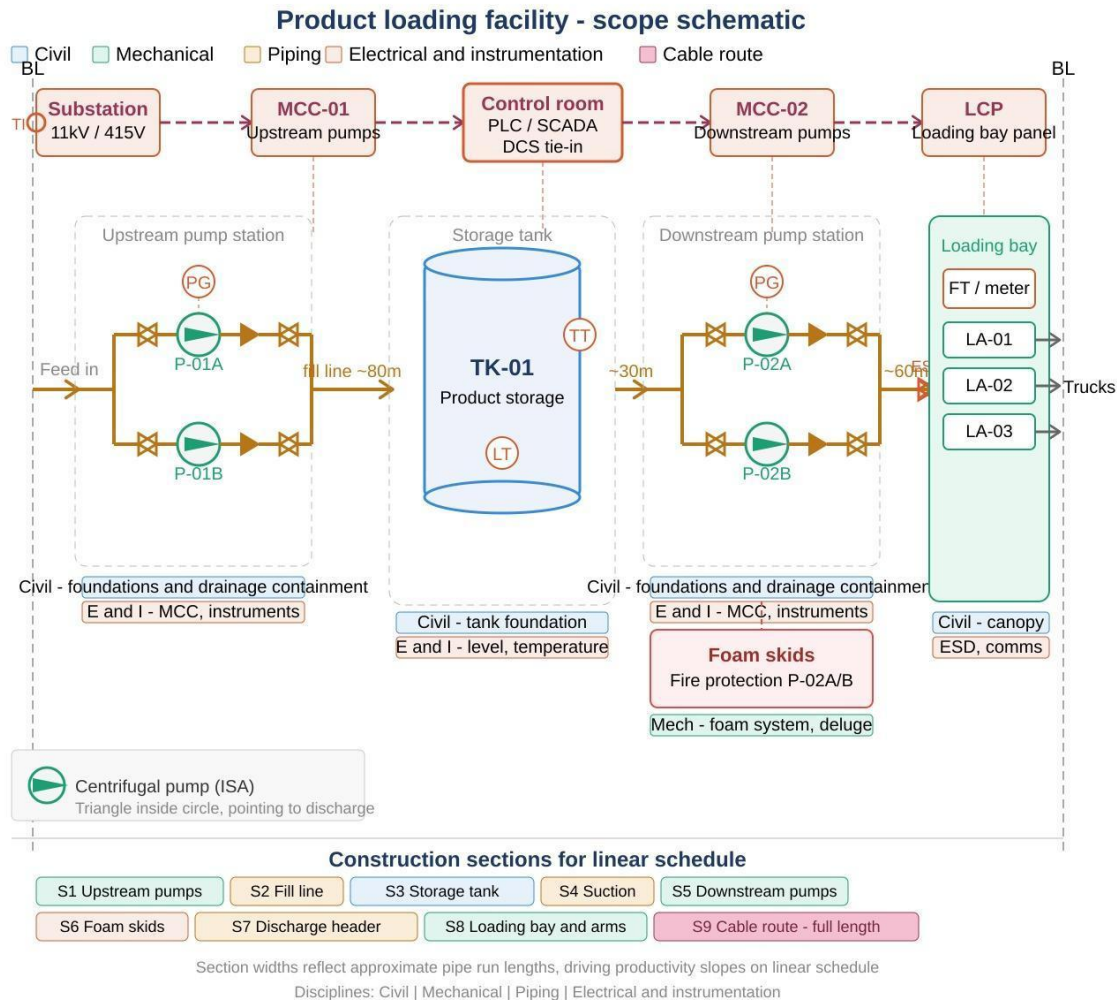 Product loading facility - scope schematic
Civil
Mechanical
Piping
Electrical and instrumentation
Cable route
BL
BL
TI
Substation
11kV / 415V
MCC-01
Upstream pumps
Control room
PLC / SCADA
DCS tie-in
MCC-02
Downstream pumps
LCP
Loading bay panel
Upstream pump station
Storage tank
Downstream pump station
Loading bay
PG
P-01A
Feed in
fill line ~80m
P-01B
TT
TK-01
Product storage
LT
~30m
PG
P-02A
~60m
P-02B
FT / meter
LA-01
LA-02
LA-03
Trucks
Civil - foundations and drainage containment
E and I - MCC, instruments
Civil - tank foundation
E and I - level, temperature
Civil - foundations and drainage containment
E and I - MCC, instruments
Civil - canopy
ESD, comms
Foam skids
Fire protection P-02A/B
Mech - foam system, deluge
Centrifugal pump (ISA)
Triangle inside circle, pointing to discharge
Construction sections for linear schedule
S1 Upstream pumps
S2 Fill line
S3 Storage tank
S4 Suction
S5 Downstream pumps
S6 Foam skids
S7 Discharge header
S8 Loading bay and arms
S9 Cable route - full length
Section widths reflect approximate pipe run lengths, driving productivity slopes on linear schedule
Disciplines: Civil | Mechanical | Piping | Electrical and instrumentation